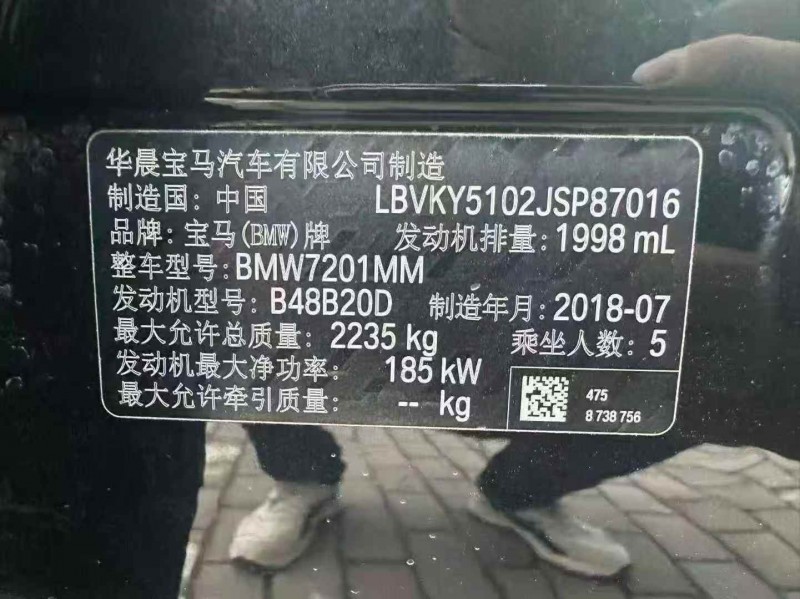 华晨宝马汽车有限公司制造
制造国: 中国 LBVKY5102JSP87016
品牌: 宝马(BMW)牌 发动机排量: 1998 mL
整车型号: BMW7201MM
发动机型号: B48B20D 制造年月: 2018-07
最大允许总质量: 2235 kg 乘坐人数: 5
发动机最大净功率: 185 kW
最大允许牵引质量: -- kg
475
8 738 756